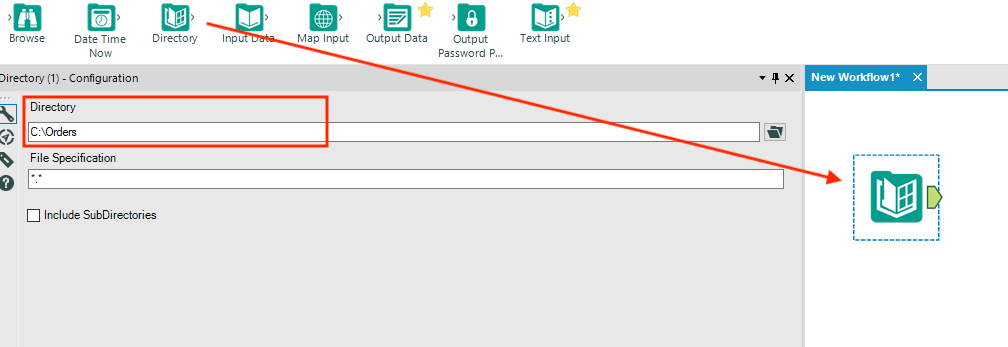 Browse
Date Time
Now
Directory
Input Data
Map Input
Output Data
Output
Password P...
Text Input
Directory (1) - Configuration
New Workflow1*
Directory
C:\Orders
File Specification
*.*
Include SubDirectories